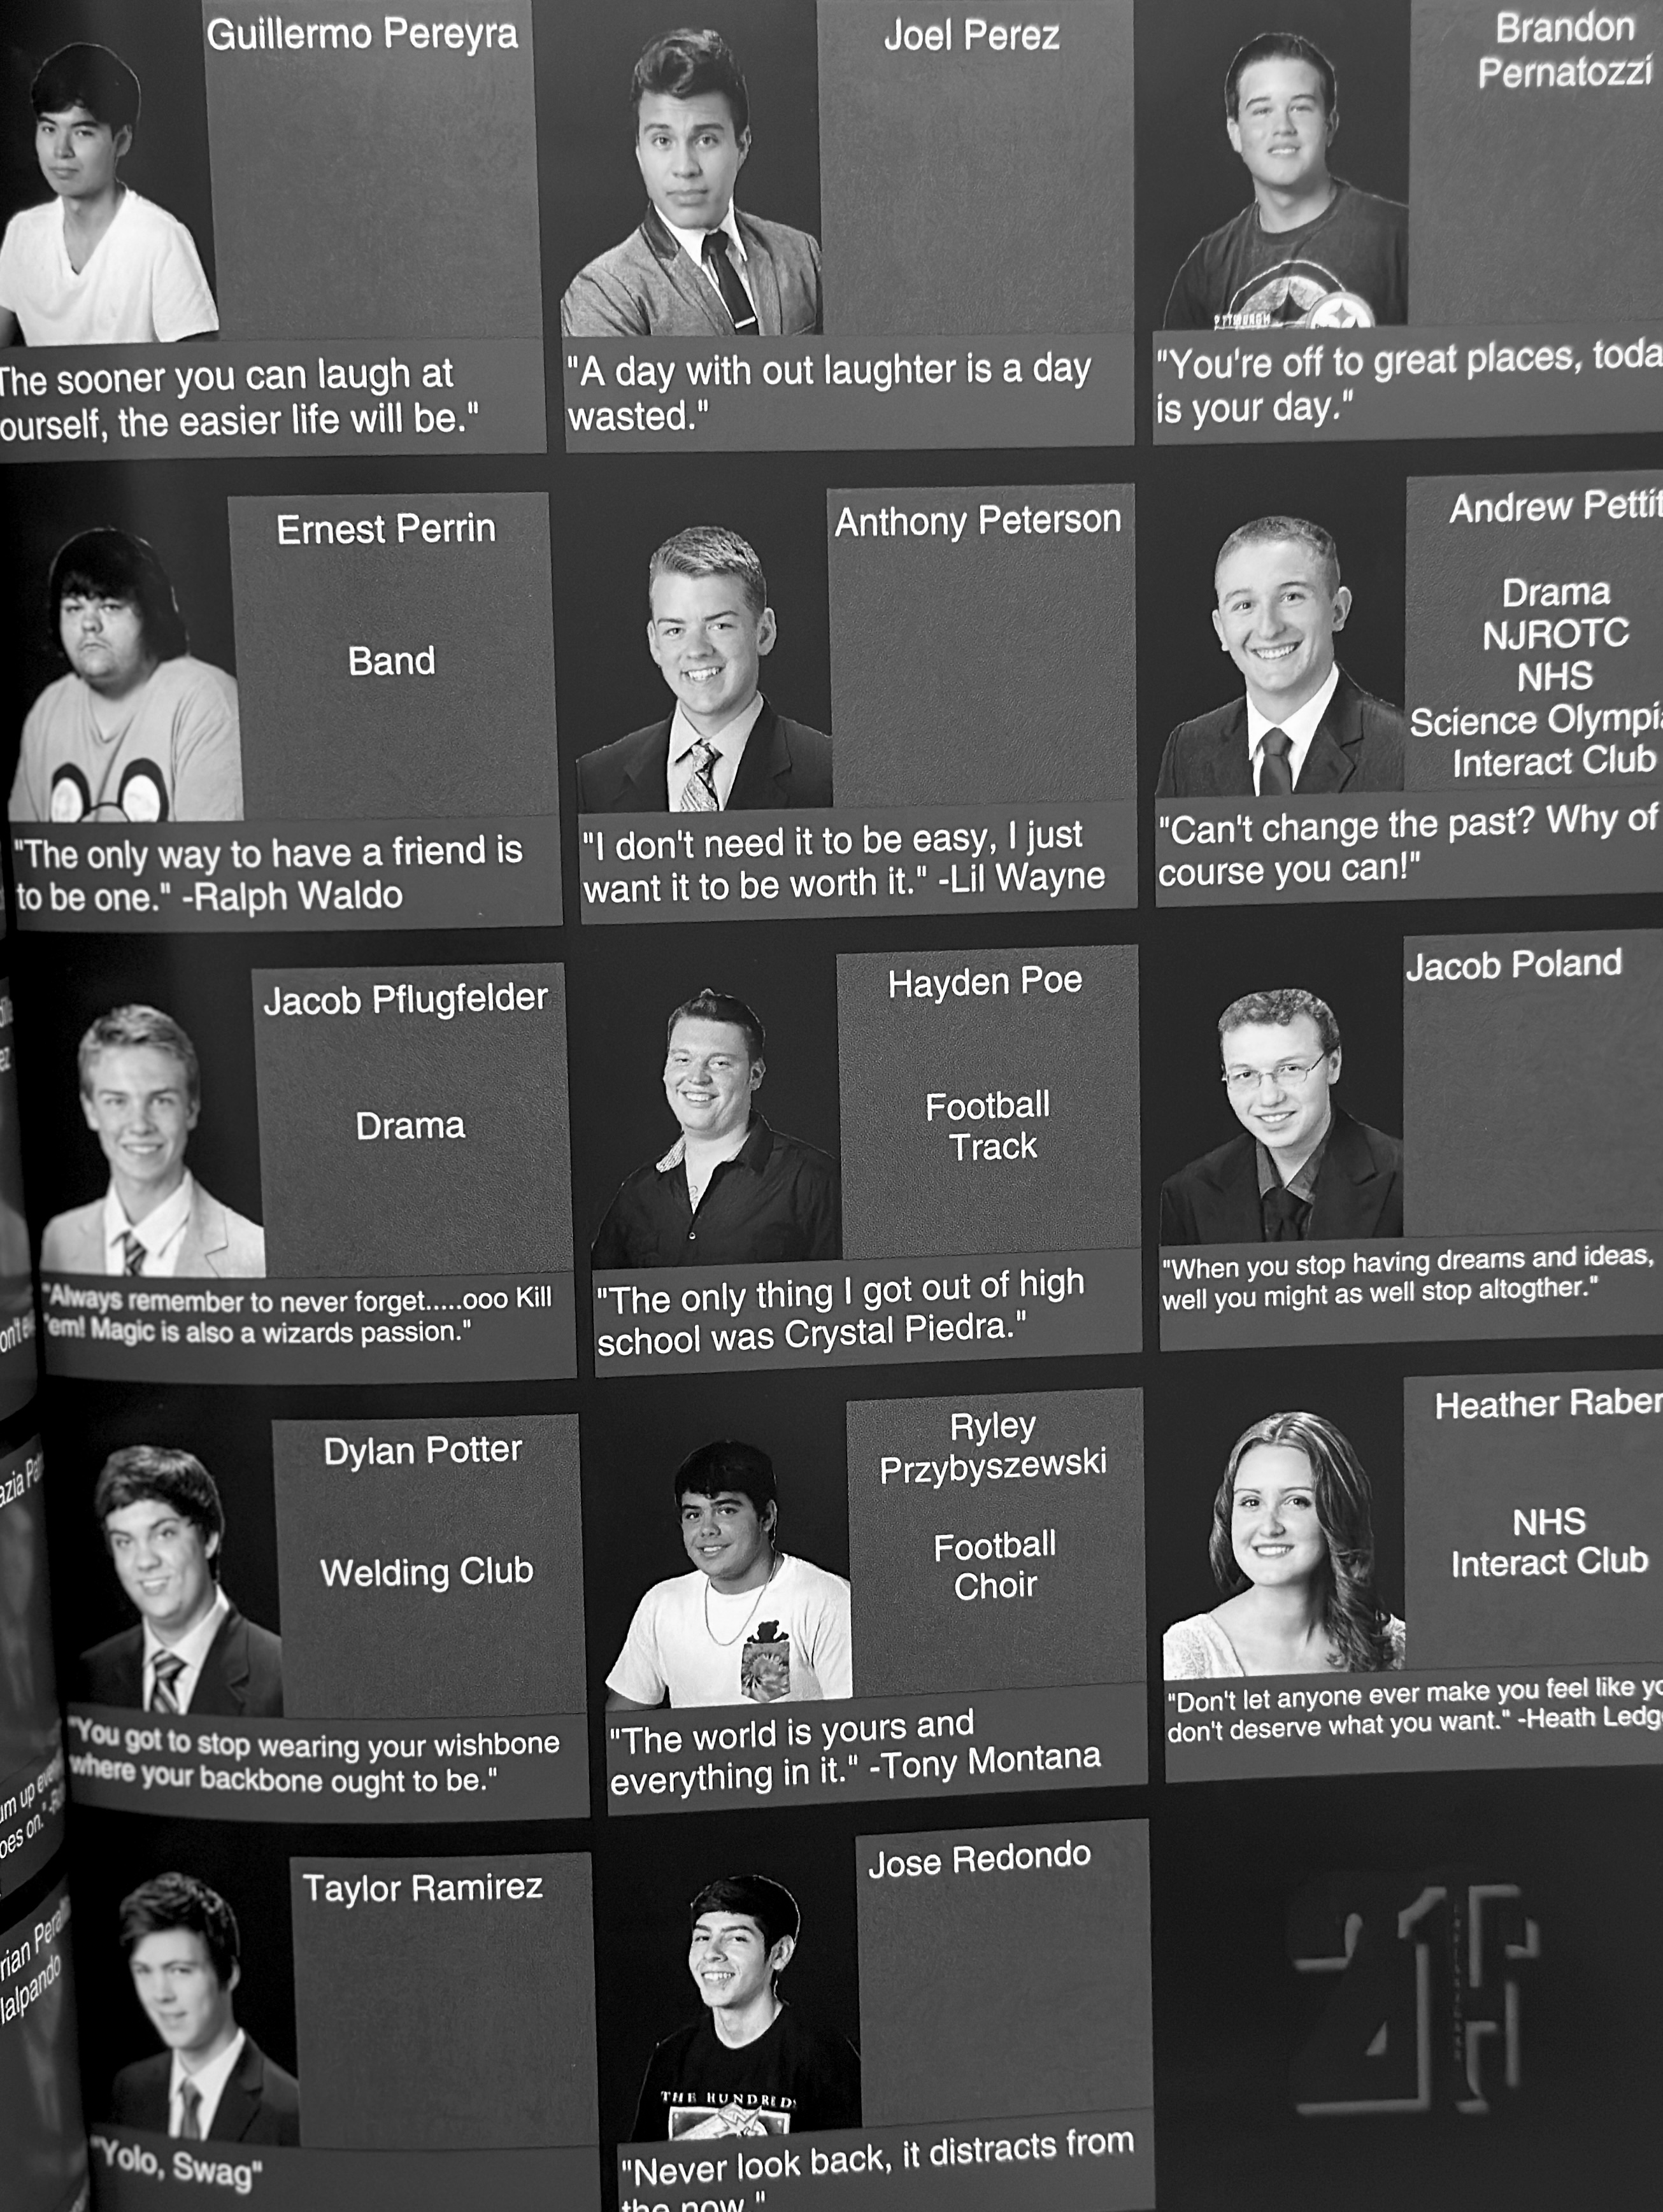 Guillermo Pereyra
The sooner you can laugh at
ourself, the easier life will be."
Joel Perez
"A day with out laughter is a day
wasted."
Brandon
Pernatozzi
"You're off to great places, toda
is your day."
Ernest Perrin
Band
"The only way to have a friend is
to be one." -Ralph Waldo
Anthony Peterson
"I don't need it to be easy, I just
want it to be worth it." -Lil Wayne
Andrew Pettit
Drama
NJROTC
NHS
Science Olympi
Interact Club
"Can't change the past? Why of
course you can!"
Jacob Pflugfelder
Drama
"Always remember to never forget.....ooo Kill
'em! Magic is also a wizards passion."
Hayden Poe
Football
Track
"The only thing I got out of high
school was Crystal Piedra."
Jacob Poland
"When you stop having dreams and ideas,
well you might as well stop altogther."
Dylan Potter
Welding Club
"You got to stop wearing your wishbone
where your backbone ought to be."
Ryley
Przybyszewski
Football
Choir
"The world is yours and
everything in it." -Tony Montana
Heather Raber
NHS
Interact Club
"Don't let anyone ever make you feel like yo
don't deserve what you want." -Heath Ledg
Taylor Ramirez
"Yolo, Swag"
Jose Redondo
THE HUNDRED
"Never look back, it distracts from
the now."
PITTSBURGH
um up every
oes on."
rian Pera
lalpando